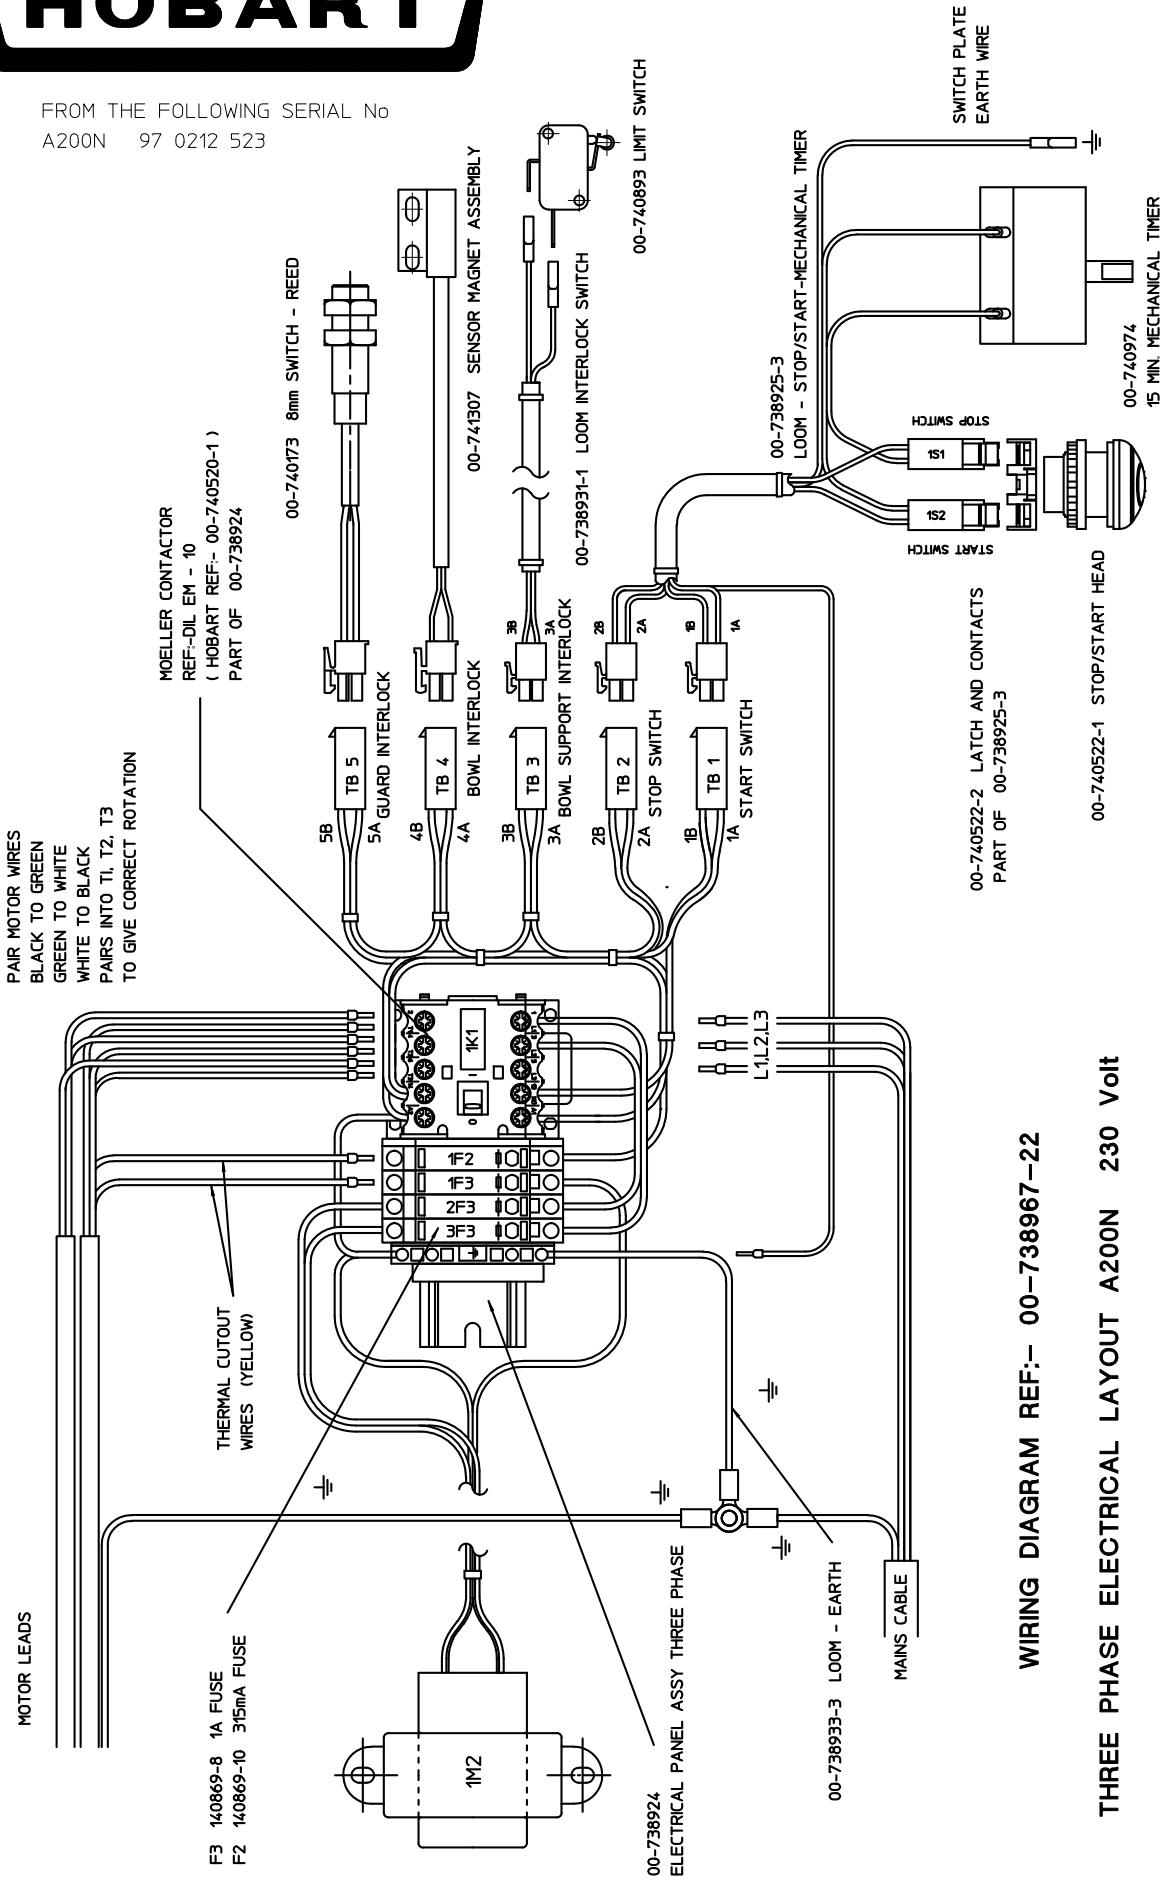 HOBART
FROM THE FOLLOWING SERIAL No
A200N 97 0212 523
PAIR MOTOR WIRES
BLACK TO GREEN
GREEN TO WHITE
WHITE TO BLACK
PAIRS INTO T1, T2, T3
TO GIVE CORRECT ROTATION
MOELLER CONTACTOR
REF:-DIL EM - 10
( HOBART REF:- 00-740520-1 )
PART OF 00-738924
00-740173 8mm SWITCH - REED
00-741307 SENSOR MAGNET ASSEMBLY
00-738931-1 LOOM INTERLOCK SWITCH
00-740893 LIMIT SWITCH
00-738925-3
LOOM - STOP/START-MECHANICAL TIMER
SWITCH PLATE
EARTH WIRE
00-740974
15 MIN. MECHANICAL TIMER
STOP SWITCH
1S1
1S2
START SWITCH
00-740522-2 LATCH AND CONTACTS
PART OF 00-738925-3
00-740522-1 STOP/START HEAD
5B
5A
TB 5
GUARD INTERLOCK
4B
4A
TB 4
BOWL INTERLOCK
3B
3A
TB 3
BOWL SUPPORT INTERLOCK
3B
3A
2B
2A
TB 2
STOP SWITCH
2B
2A
1B
1A
TB 1
START SWITCH
1B
1A
1K1
1F2
1F3
2F3
3F3
L1,L2,L3
THERMAL CUTOUT
WIRES (YELLOW)
MOTOR LEADS
F3 140869-8 1A FUSE
F2 140869-10 315mA FUSE
1M2
00-738924
ELECTRICAL PANEL ASSY THREE PHASE
00-738933-3 LOOM - EARTH
MAINS CABLE
WIRING DIAGRAM REF:- 00-738967-22
THREE PHASE ELECTRICAL LAYOUT A200N 230 Volt